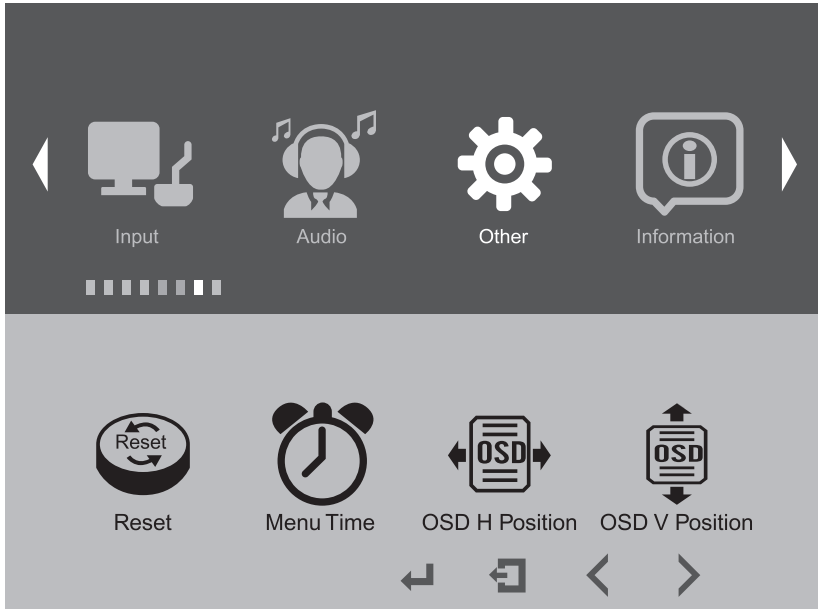 Input Audio Other Information
Reset
OSD OSD
Reset Menu Time OSD H Position OSD V Position